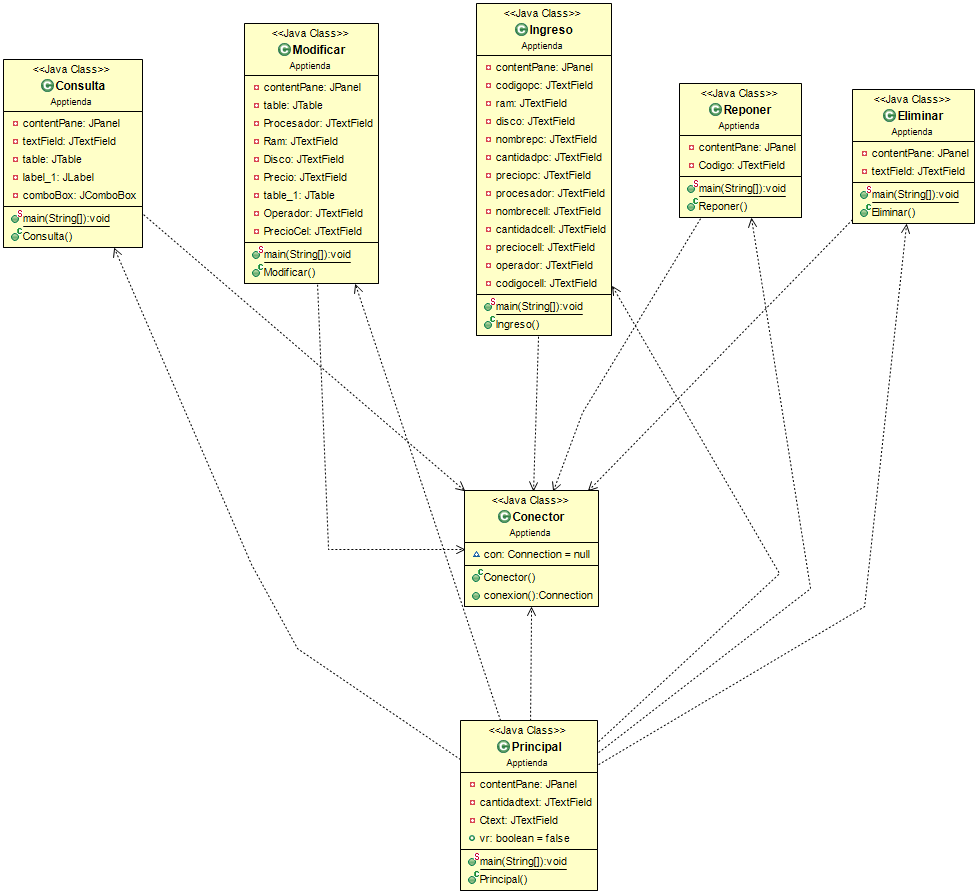 <<Java Class>>
Consulta
Apptienda
contentPane: JPanel
textField: JTextField
table: JTable
label_1: JLabel
comboBox: JComboBox
main(String[]):void
Consulta()
<<Java Class>>
Modificar
Apptienda
contentPane: JPanel
table: JTable
Procesador: JTextField
Ram: JTextField
Disco: JTextField
Precio: JTextField
table_1: JTable
Operador: JTextField
PrecioCel: JTextField
main(String[]):void
Modificar()
<<Java Class>>
Ingreso
Apptienda
contentPane: JPanel
codigopc: JTextField
ram: JTextField
disco: JTextField
nombrepc: JTextField
cantidadpc: JTextField
preciopc: JTextField
procesador: JTextField
nombrecell: JTextField
cantidadcell: JTextField
preciocell: JTextField
operador: JTextField
codigocell: JTextField
main(String[]):void
Ingreso()
<<Java Class>>
Reponer
Apptienda
contentPane: JPanel
Codigo: JTextField
main(String[]):void
Reponer()
<<Java Class>>
Eliminar
Apptienda
contentPane: JPanel
textField: JTextField
main(String[]):void
Eliminar()
<<Java Class>>
Conector
Apptienda
con: Connection = null
Conector()
conexion():Connection
<<Java Class>>
Principal
Apptienda
contentPane: JPanel
cantidadtext: JTextField
Ctext: JTextField
vr: boolean = false
main(String[]):void
Principal()